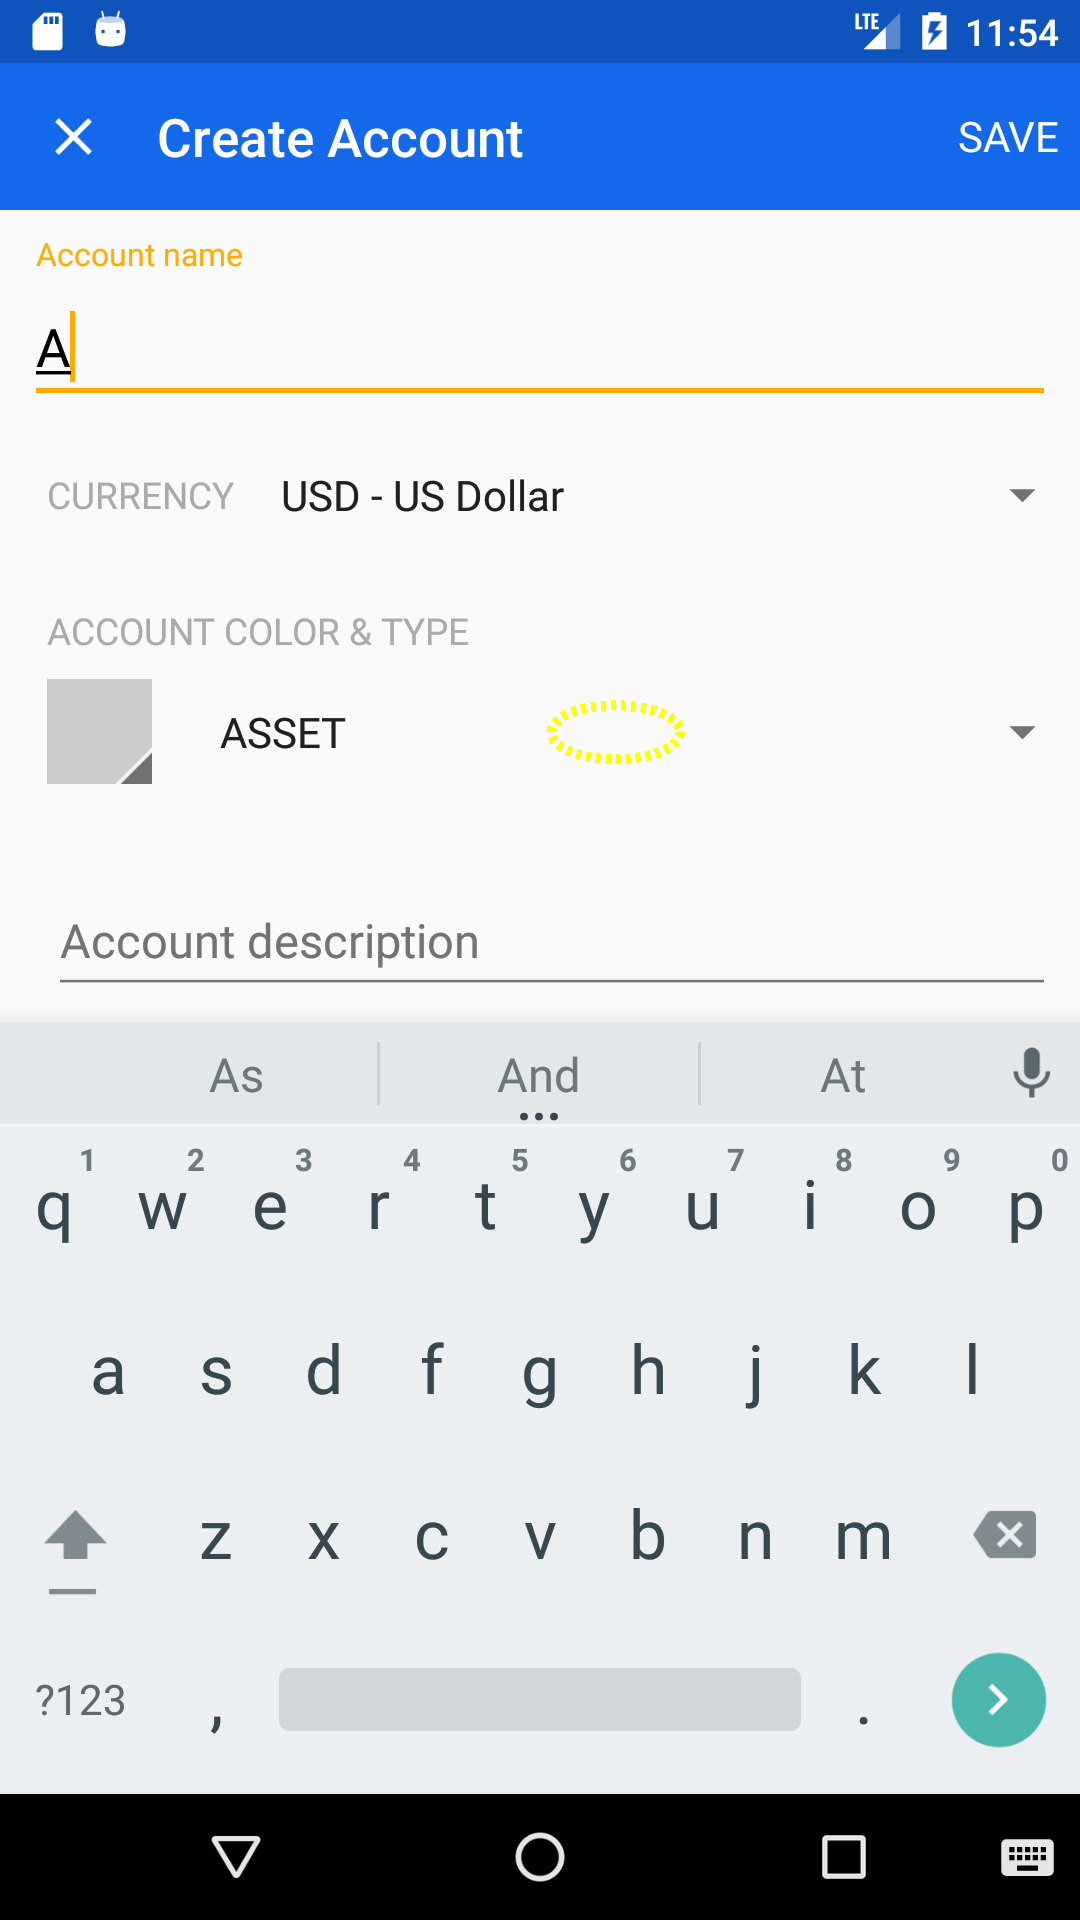 LTE 11:54
Create Account SAVE
Account name
A
CURRENCY USD - US Dollar
ACCOUNT COLOR & TYPE
ASSET
Account description
As And At
1 2 3 4 5 6 7 8 9 0
q w e r t y u i o p
a s d f g h j k l
z x c v b n m
?123 , .